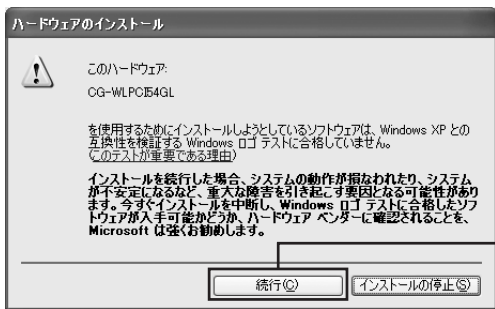 ハードウェアのインストール
このハードウェア:
CG-WLPCI54GL
を使用するためにインストールしようとしているソフトウェアは、Windows XP との
互換性を検証する Windows ロゴ テストに合格していません。
(このテストが重要である理由)
インストールを続行した場合、システムの動作が損なわれたり、システム
が不安定になるなど、重大な障害を引き起こす要因となる可能性があり
ます。今すぐインストールを中断し、Windows ロゴ テストに合格したソフ
トウェアが入手可能かどうか、ハードウェア ベンダーに確認されることを、
Microsoft は強くお勧めします。
続行(C)
インストールの停止(S)